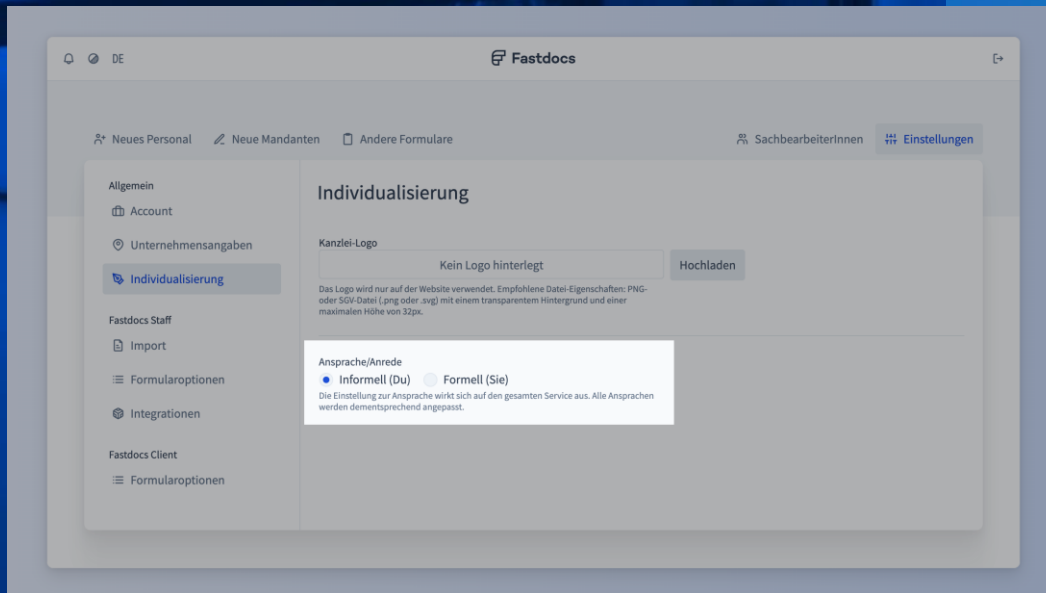 DE
Fastdocs
Neues Personal
Neue Mandanten
Andere Formulare
SachbearbeiterInnen
Einstellungen
Allgemein
Account
Unternehmensangaben
Individualisierung
Fastdocs Staff
Import
Formularoptionen
Integrationen
Fastdocs Client
Formularoptionen
Individualisierung
Kanzlei-Logo
Kein Logo hinterlegt
Hochladen
Das Logo wird nur auf der Website verwendet. Empfohlene Datei-Eigenschaften: PNG-
oder SGV-Datei (.png oder .svg) mit einem transparentem Hintergrund und einer
maximalen Höhe von 32px.
Ansprache/Anrede
Informell (Du)
Formell (Sie)
Die Einstellung zur Ansprache wirkt sich auf den gesamten Service aus. Alle Ansprachen
werden dementsprechend angepasst.